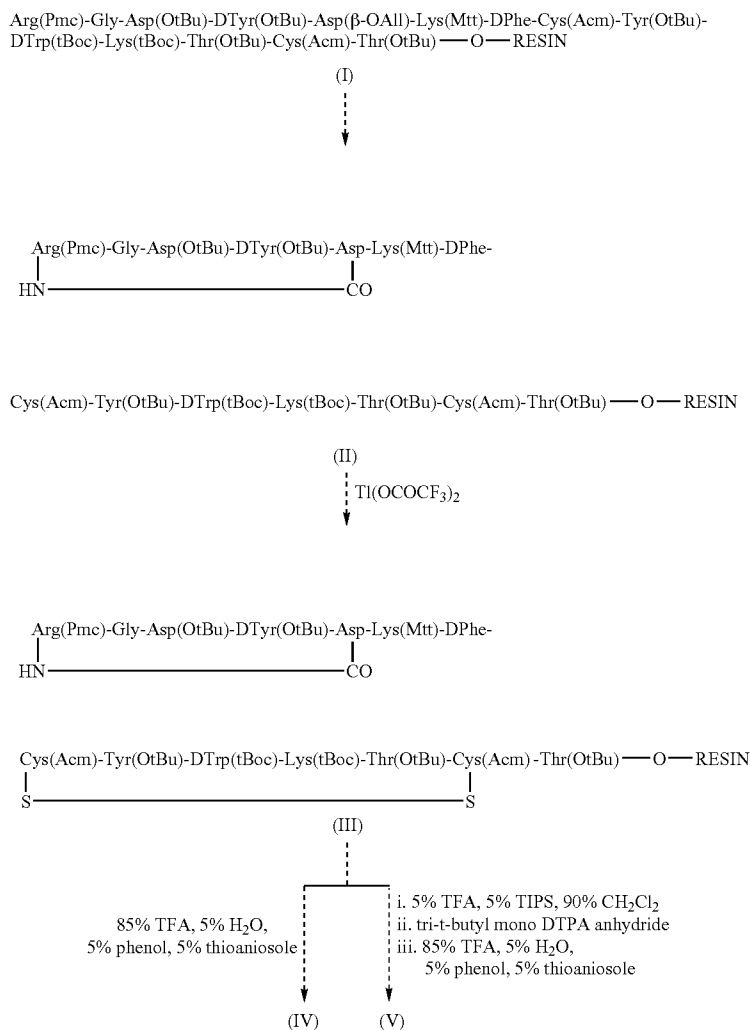 Arg(Pmc)-Gly-Asp(OtBu)-DTyr(OtBu)-Asp(β-OAll)-Lys(Mtt)-DPhe-Cys(Acm)-Tyr(OtBu)-
DTrp(tBoc)-Lys(tBoc)-Thr(OtBu)-Cys(Acm)-Thr(OtBu)—O—RESIN
(I)
Arg(Pmc)-Gly-Asp(OtBu)-DTyr(OtBu)-Asp-Lys(Mtt)-DPhe-
HN CO
Cys(Acm)-Tyr(OtBu)-DTrp(tBoc)-Lys(tBoc)-Thr(OtBu)-Cys(Acm)-Thr(OtBu)—O—RESIN
(II)
Tl(OCOCF₃)₂
Arg(Pmc)-Gly-Asp(OtBu)-DTyr(OtBu)-Asp-Lys(Mtt)-DPhe-
HN CO
Cys(Acm)-Tyr(OtBu)-DTrp(tBoc)-Lys(tBoc)-Thr(OtBu)-Cys(Acm)-Thr(OtBu)—O—RESIN
S S
(III)
85% TFA, 5% H₂O,
5% phenol, 5% thioanisole
i. 5% TFA, 5% TIPS, 90% CH₂Cl₂
ii. tri-t-butyl mono DTPA anhydride
iii. 85% TFA, 5% H₂O,
5% phenol, 5% thioanisole
(IV) (V)